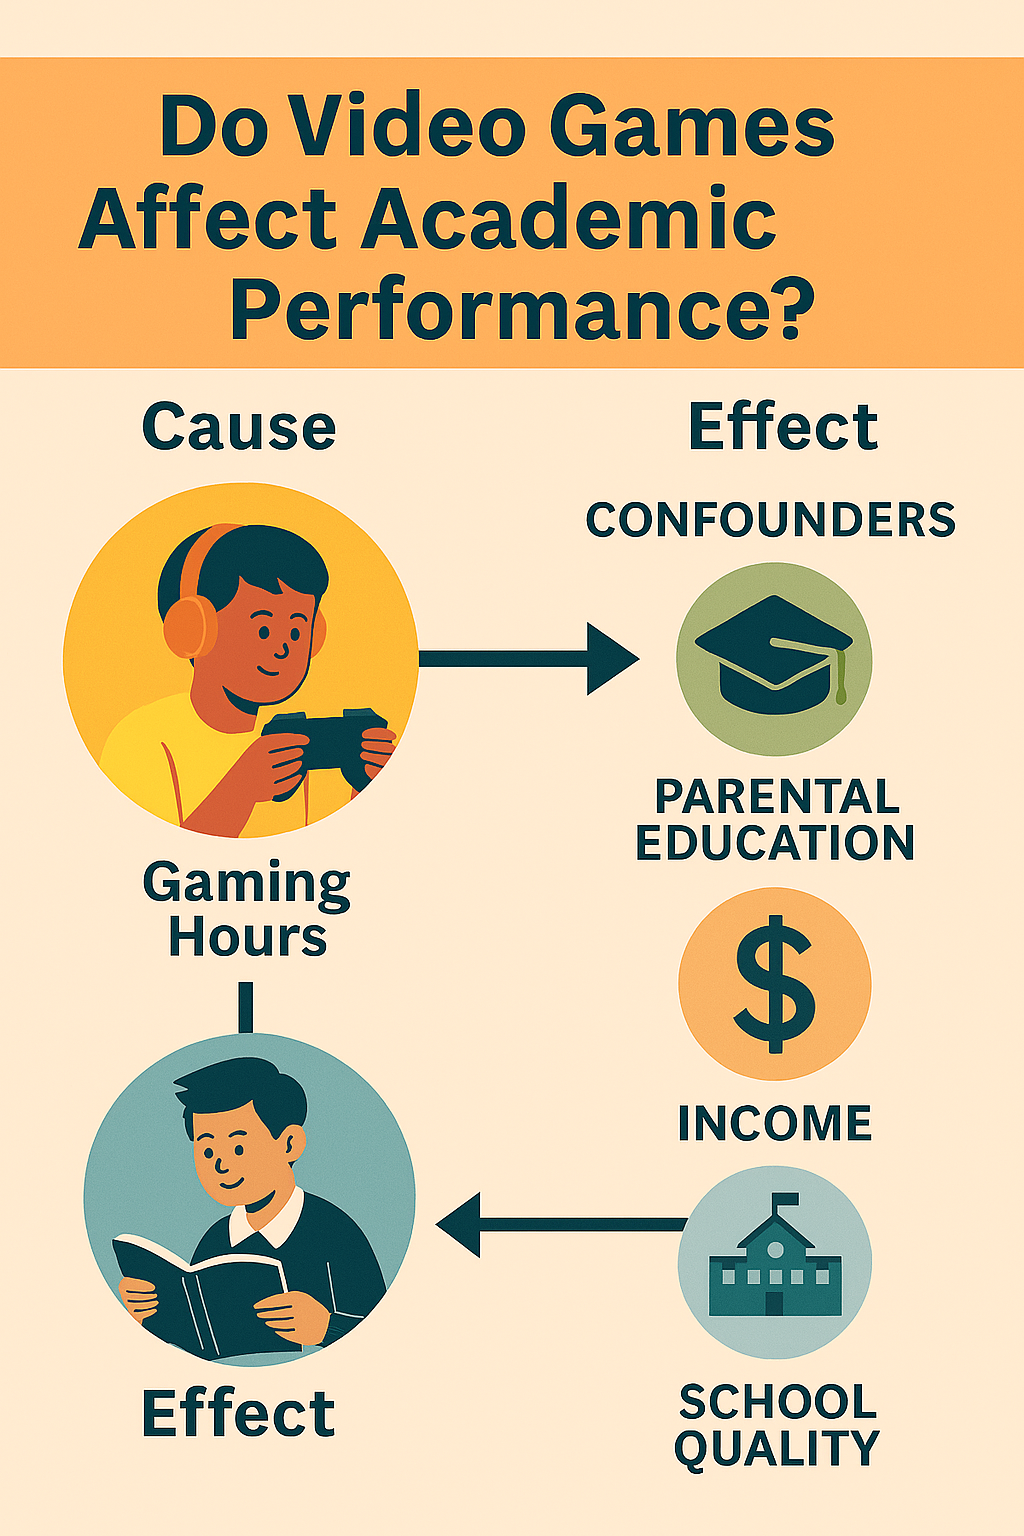 Do Video Games
Affect Academic
Performance?
Cause
Effect
CONFOUNDERS
PARENTAL
EDUCATION
Gaming
Hours
$
INCOME
Effect
SCHOOL
QUALITY